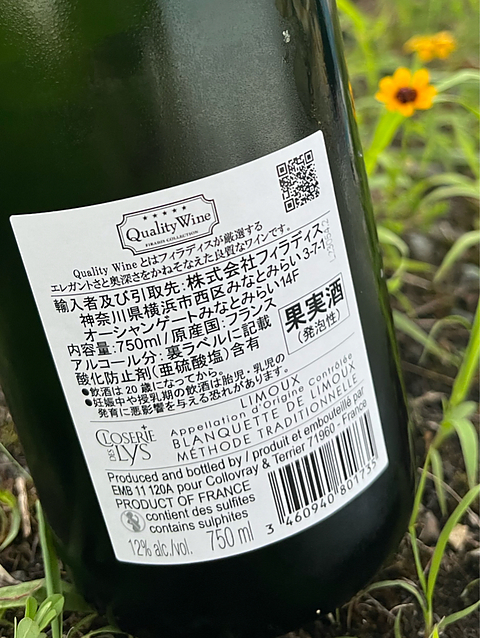 Quality Wine
FIRADIS COLLECTION
Quality Wine とはフィラディスが厳選する
エレガントさと奥深さをかねそなえた良質なワインです。
輸入者及び引取先:株式会社フィラディス
神奈川県横浜市西区みなとみらい3-7-1
オーシャンゲートみなとみらい14F
内容量:750ml/原産国:フランス
アルコール分:裏ラベルに記載
酸化防止剤(亜硫酸塩)含有
果実酒
(発泡性)
●飲酒は20歳になってから。
●妊娠中や授乳期の飲酒は胎児・乳児の
発育に悪影響を与える恐れがあります。
CLOSERIE
DES
LYS
LIMOUX
Appellation d'Origine Contrôlée
BLANQUETTE DE LIMOUX
MÉTHODE TRADITIONNELLE
Produced and bottled by / produit et embouteillé par
EMB 11 120A pour Collovray & Terrier 71960 - France
PRODUCT OF FRANCE
contient des sulfites
contains sulphites
12% alc./vol. 750 ml
3 460940 801735